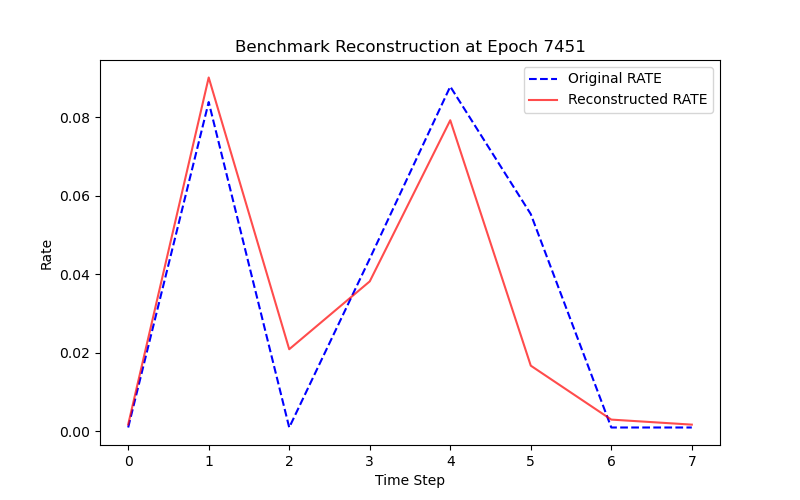 Benchmark Reconstruction at Epoch 7451
Original RATE
Reconstructed RATE
0.08
0.06
0.04
0.02
0.00
Rate
0 1 2 3 4 5 6 7
Time Step